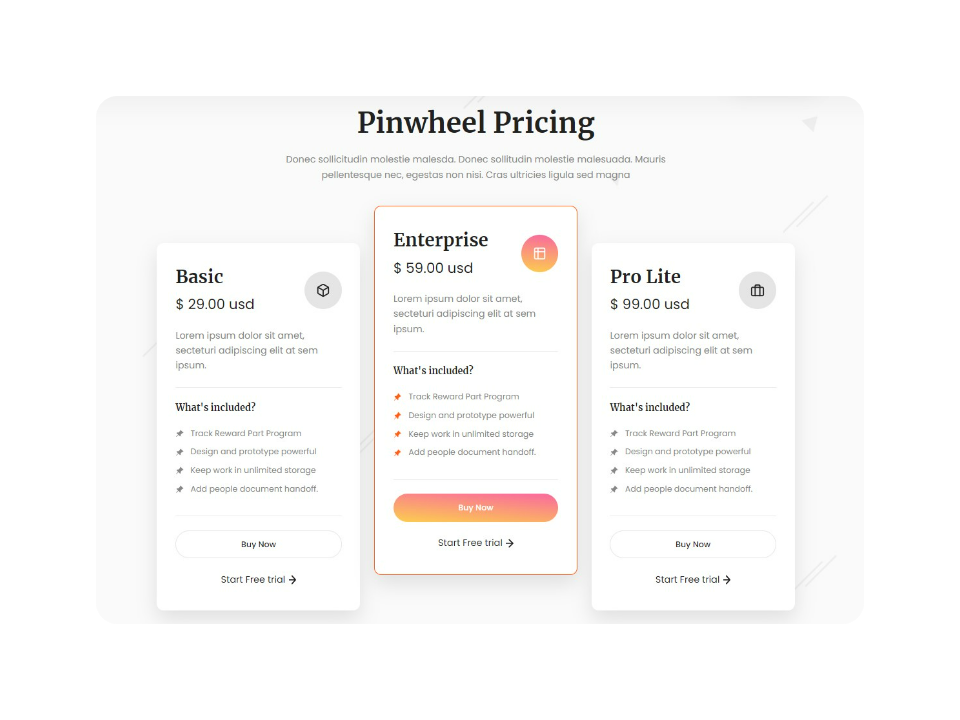 Pinwheel Pricing
Donec sollicitudin molestie malesda. Donec sollitudin molestie malesuada. Mauris
pellentesque nec, egestas non nisi. Cras ultricies ligula sed magna
Basic
$ 29.00 usd
Lorem ipsum dolor sit amet,
secteturi adipiscing elit at sem
ipsum.
What's included?
Track Reward Part Program
Design and prototype powerful
Keep work in unlimited storage
Add people document handoff.
Buy Now
Start Free trial
Enterprise
$ 59.00 usd
Lorem ipsum dolor sit amet,
secteturi adipiscing elit at sem
ipsum.
What's included?
Track Reward Part Program
Design and prototype powerful
Keep work in unlimited storage
Add people document handoff.
Buy Now
Start Free trial
Pro Lite
$ 99.00 usd
Lorem ipsum dolor sit amet,
secteturi adipiscing elit at sem
ipsum.
What's included?
Track Reward Part Program
Design and prototype powerful
Keep work in unlimited storage
Add people document handoff.
Buy Now
Start Free trial